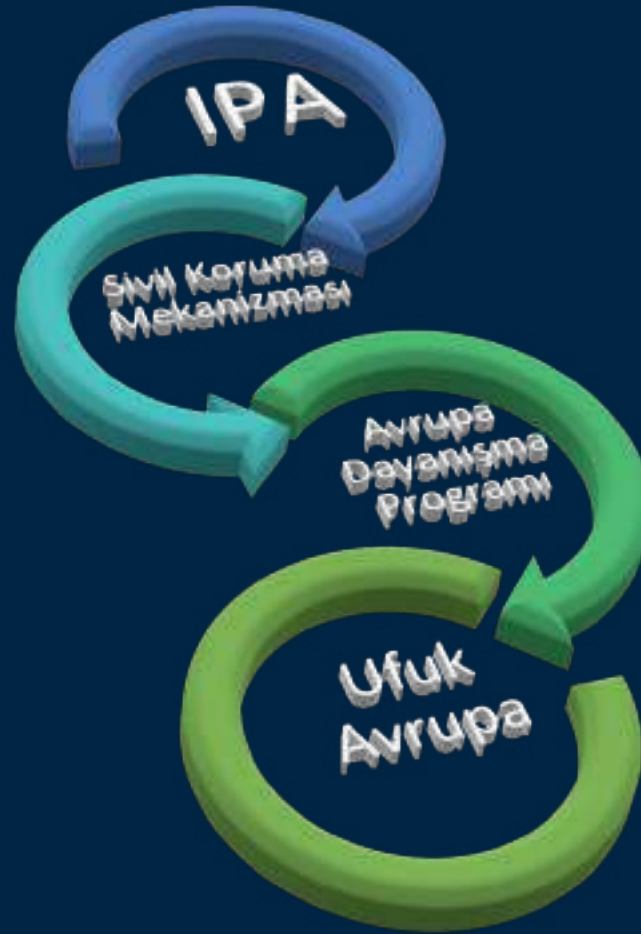 IPA
Sivil Koruma
Mekanizması
Avrupa
Dayanışma
Programı
Ufuk
Avrupa